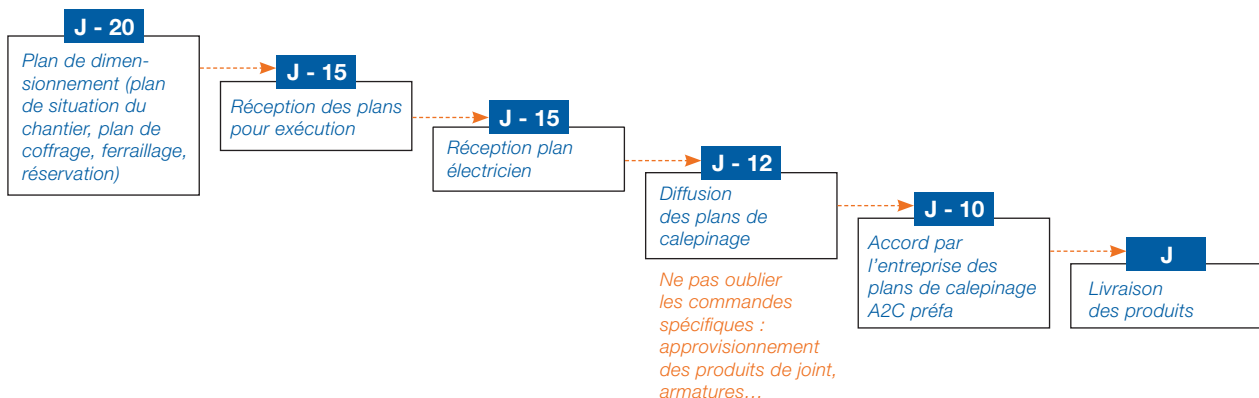 J - 20
Plan de dimen-
sionnement (plan
de situation du
chantier, plan de
coffrage, ferraillage,
réservation)
J - 15
Réception des plans
pour exécution
J - 15
Réception plan
électricien
J - 12
Diffusion
des plans de
calepinage
Ne pas oublier
les commandes
spécifiques :
approvisionnement
des produits de joint,
armatures…
J - 10
Accord par
l’entreprise des
plans de calepinage
A2C préfa
J
Livraison
des produits